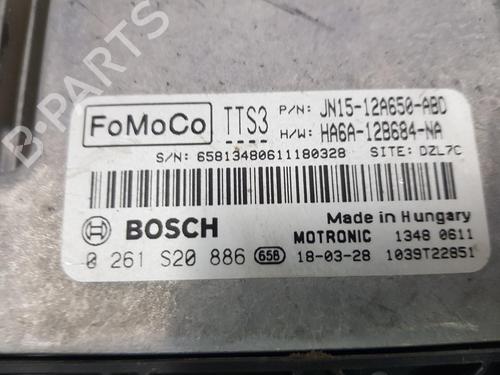 FoMoCo TTS3 P/N: JN15-12A650-ABD
H/W: HA6A-12B684-NA
S/N: 65813480611180328 SITE: DZL7C
BOSCH Made in Hungary
MOTRONIC 1348 0611
0 261 S20 886 658 18-03-28 1039T22851
B-PARTS